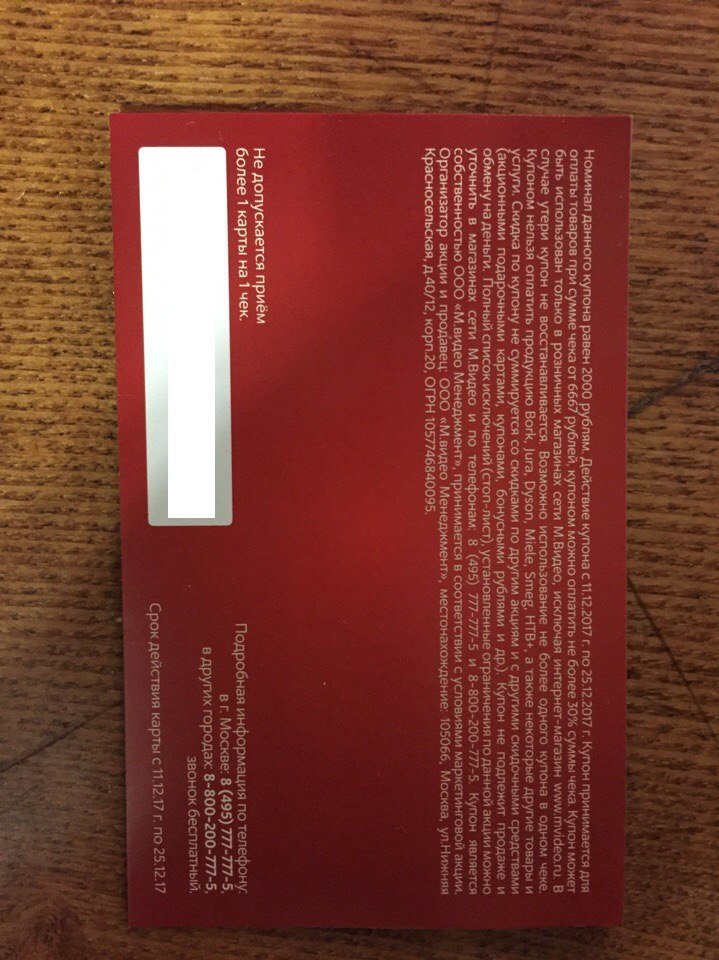 Номинал данного купона равен 2000 рублям. Действие купона с 11.12.2017 г. по 25.12.2017 г. Купон принимается для
оплаты товаров при сумме чека от 6667 рублей, купоном можно оплатить не более 30% суммы чека. Купон может
быть использован только в розничных магазинах сети М.Видео, исключая интернет-магазин www.mvideo.ru. В
случае утери купон не восстанавливается. Возможно использование не более одного купона в одном чеке.
Купоном нельзя оплатить продукцию Bork, Jura, Dyson, Miele, Smeg, НТВ+, а также некоторые другие товары и
услуги. Скидка по купону не суммируется со скидками по другим акциям и с другими скидочными средствами
(акционными подарочными картами, купонами, бонусными рублями и др.). Купон не подлежит продаже и
обмену на деньги. Полный список исключений (стоп-лист), установленные ограничения по данной акции можно
уточнить в магазинах сети М.Видео и по телефонам: 8 (495) 777-777-5 и 8-800-200-777-5. Купон является
собственностью ООО «М.видео Менеджмент», принимается в соответствии с условиями маркетинговой акции.
Организатор акции и продавец: ООО «М.видео Менеджмент», местонахождение: 105066, Москва, ул.Нижняя
Красносельская, д.40/12, корп.20, ОГРН 1057746840095.
Не допускается приём
более 1 карты на 1 чек.
Подробная информация по телефону:
в г. Москве: 8 (495) 777-777-5,
в других городах: 8-800-200-777-5,
звонок бесплатный.
Срок действия карты с 11.12.17 г. по 25.12.17